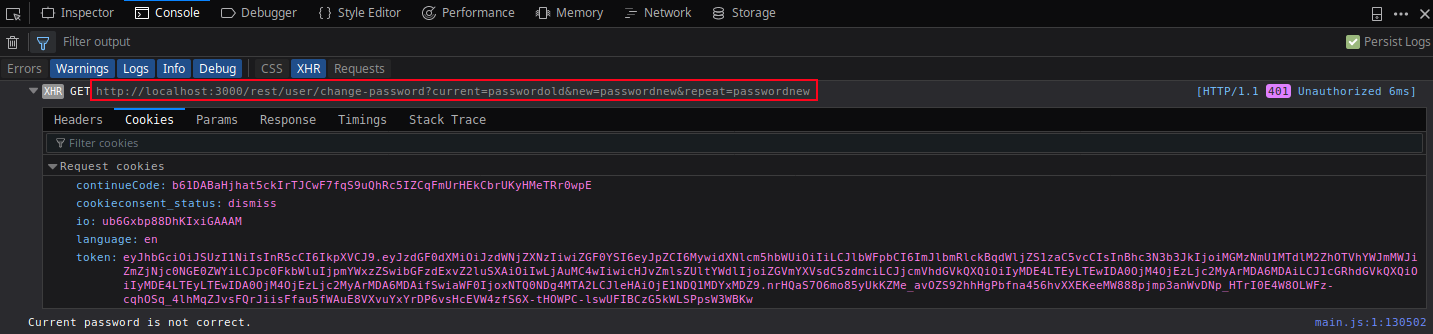 Inspector Console Debugger Style Editor Performance Memory Network Storage
Filter output Persist Logs
Errors Warnings Logs Info Debug CSS XHR Requests
XHR GET http://localhost:3000/rest/user/change-password?current=passwordold&new=passwordnew&repeat=passwordnew [HTTP/1.1 401 Unauthorized 6ms]
Headers Cookies Params Response Timings Stack Trace
Filter cookies
Request cookies
continueCode: b61DABaHjhat5ckIrTJCwF7fqS9uQhRc5IZCqFmUrHEkCbrUKyHMeTRr0wpE
cookieconsent_status: dismiss
io: ub6Gxbp88DhKIxiGAAAM
language: en
token: eyJhbGciOiJSUzI1NiIsInR5cCI6IkpXVCJ9.eyJzdGF0dXMiOiJzdWNjZXNzIiwiZGF0YSI6eyJpZCI6MywidXNlcm5hbWUiOiIiLCJlbWFpbCI6ImJlbmRlckBqdWljZS1zaC5vcCIsInBhc3N3b3JkIjoiMGMzNmU1MTdlM2ZhOTVhYWJmMWJi
ZmZjNjc0NGE0ZWYiLCJpc0FkbWluIjpmYWxzZSwibGFzdExvZ2luSXAiOiIwLjAuMC4wIiwicHJvZmlsZUltYWdlIjoiZGVmYXVsdC5zdmciLCJjcmVhdGVkQXQiOiIyMDE4LTEyLTEwIDA0OjM4OjEzLjc2MyArMDA6MDAiLCJ1cGRhdGVkQXQiOi
IyMDE4LTEyLTEwIDA0OjM4OjEzLjc2MyArMDA6MDAifSwiaWF0IjoxNTQ0NDg4MTA2LCJleHAiOjE1NDQ1MDYxMDZ9.nrHQaS7O6mo85yUkKZMe_avOZS92hhHgPbfna456hvXXEKeeMW888pjmp3anWvDNp_HTrI0E4W8OLWFz-
cqhOSq_4lhMqZJvsFQrJiisFfau5fWAuE8VXvuYxYrDP6vsHcEVW4zfS6X-tHOWPC-lswUFIBCzG5kWLSPpsW3WBKw
Current password is not correct. main.js:1:130502